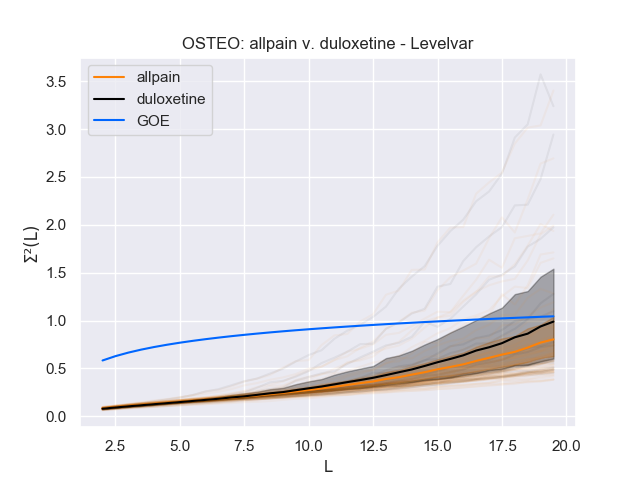 OSTEO: allpain v. duloxetine - Levelvar
allpain
duloxetine
GOE
Σ²(L)
3.5
3.0
2.5
2.0
1.5
1.0
0.5
0.0
2.5 5.0 7.5 10.0 12.5 15.0 17.5 20.0
L